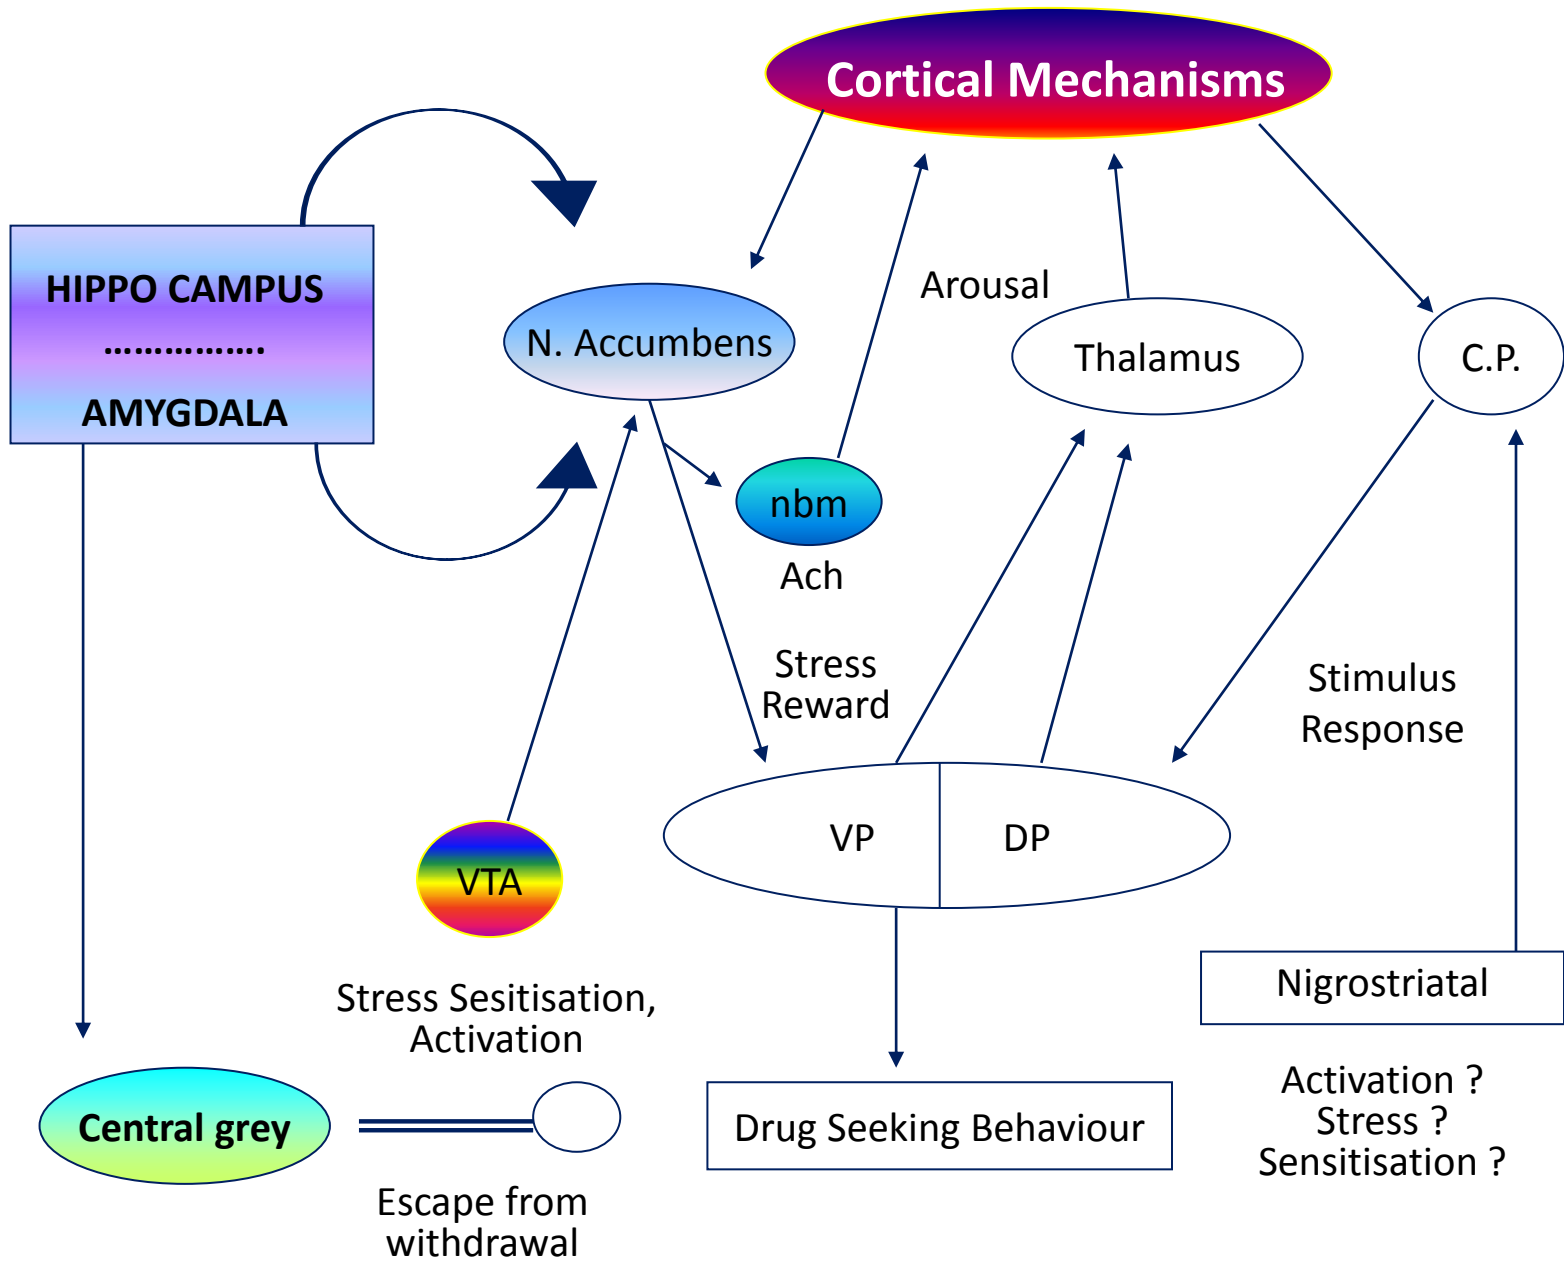 Cortical Mechanisms
HIPPO CAMPUS
................
AMYGDALA
N. Accumbens
Arousal
Thalamus
C.P.
nbm
Ach
Stress
Reward
Stimulus
Response
VP
DP
VTA
Stress Sesitisation,
Activation
Nigrostriatal
Central grey
Drug Seeking Behaviour
Activation ?
Stress ?
Sensitisation ?
Escape from
withdrawal